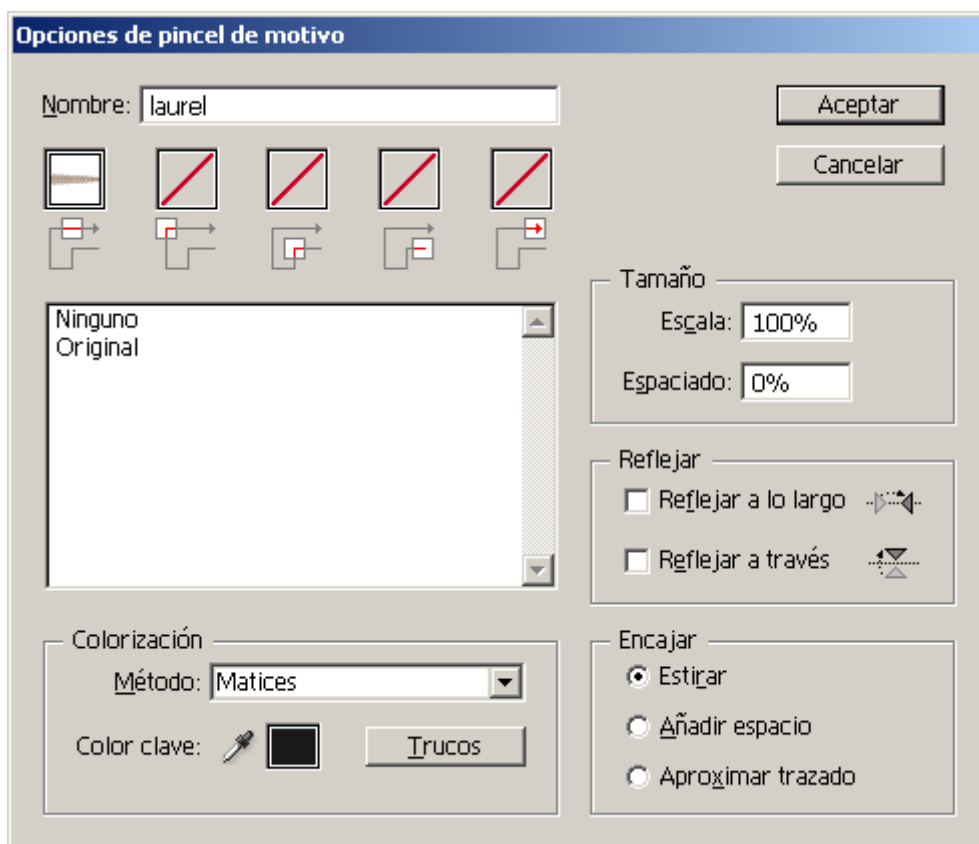 Opciones de pincel de motivo
Nombre: laurel
Aceptar
Cancelar
Ninguno
Original
Tamaño
Escala: 100%
Espaciado: 0%
Reflejar
Reflejar a lo largo
Reflejar a través
Colorización
Método: Matices
Color clave:
Trucos
Encajar
Estirar
Añadir espacio
Aproximar trazado